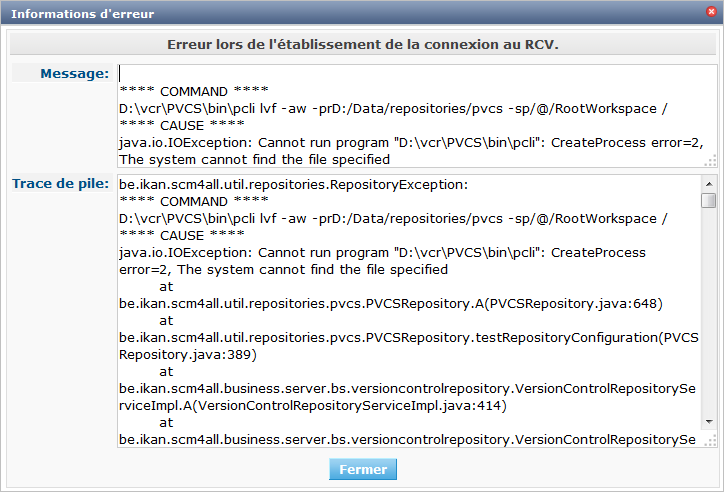 Informations d'erreur
Erreur lors de l'établissement de la connexion au RCV.
Message:
**** COMMAND ****
D:\vcr\PVCS\bin\pcli lvf -aw -prD:/Data/repositories/pvcs -sp/@/RootWorkspace /
**** CAUSE ****
java.io.IOException: Cannot run program "D:\vcr\PVCS\bin\pcli": CreateProcess error=2,
The system cannot find the file specified
Trace de pile:
be.ikan.scm4all.util.repositories.RepositoryException:
**** COMMAND ****
D:\vcr\PVCS\bin\pcli lvf -aw -prD:/Data/repositories/pvcs -sp/@/RootWorkspace /
**** CAUSE ****
java.io.IOException: Cannot run program "D:\vcr\PVCS\bin\pcli": CreateProcess
error=2, The system cannot find the file specified
at
be.ikan.scm4all.util.repositories.pvcs.PVCSRepository.A(PVCSRepository.java:648)
at
be.ikan.scm4all.util.repositories.pvcs.PVCSRepository.testRepositoryConfiguration(PVCS
Repository.java:389)
at
be.ikan.scm4all.business.server.bs.versioncontrolrepository.VersionControlRepositorySe
rviceImpl.A(VersionControlRepositoryServiceImpl.java:414)
at
be.ikan.scm4all.business.server.bs.versioncontrolrepository.VersionControlRepositorySe
Fermer